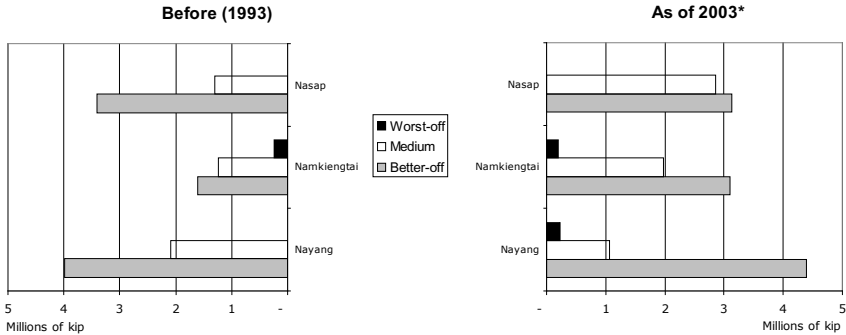 Before (1993)
As of 2003*
Nasap
Namkiengtai
Nayang
5 4 3 2 1 -
Millions of kip
Worst-off
Medium
Better-off
Nasap
Namkiengtai
Nayang
- 1 2 3 4 5
Millions of kip